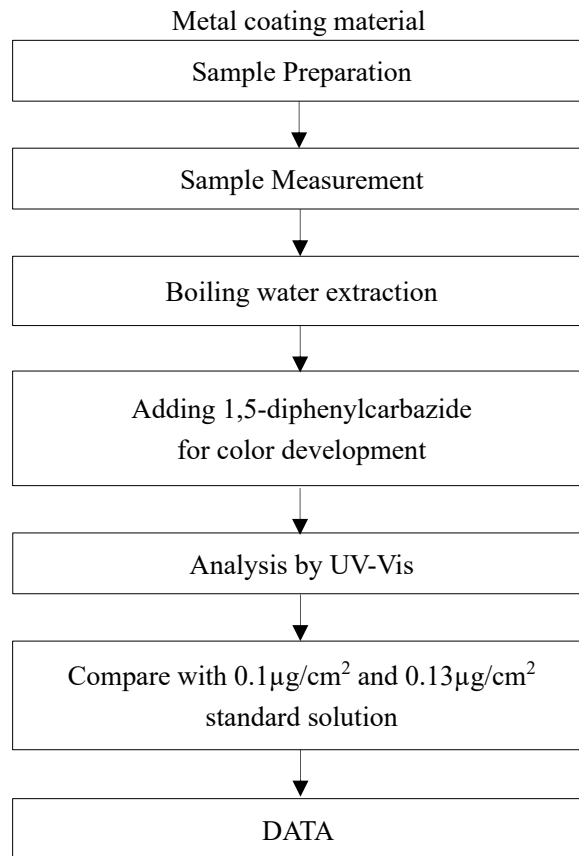 Metal coating material
Sample Preparation
Sample Measurement
Boiling water extraction
Adding 1,5-diphenylcarbazide
for color development
Analysis by UV-Vis
Compare with 0.1µg/cm² and 0.13µg/cm²
standard solution
DATA